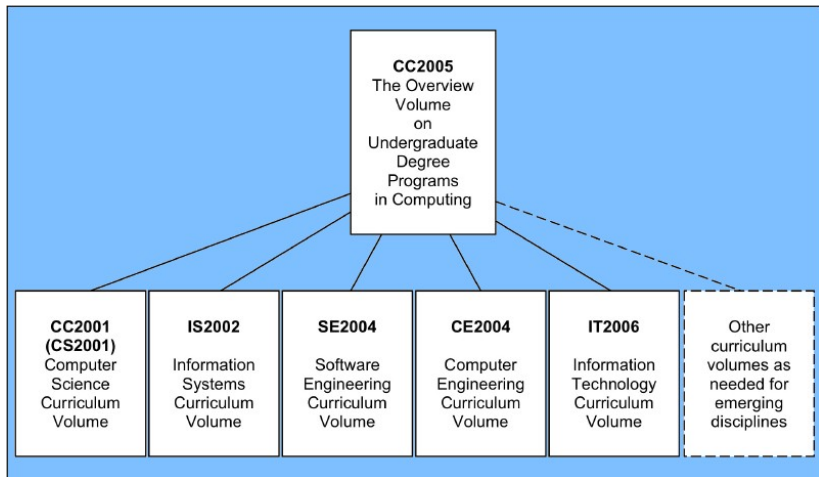 CC2005
The Overview
Volume
on
Undergraduate
Degree
Programs
in Computing
CC2001
(CS2001)
Computer
Science
Curriculum
Volume
IS2002
Information
Systems
Curriculum
Volume
SE2004
Software
Engineering
Curriculum
Volume
CE2004
Computer
Engineering
Curriculum
Volume
IT2006
Information
Technology
Curriculum
Volume
Other
curriculum
volumes as
needed for
emerging
disciplines